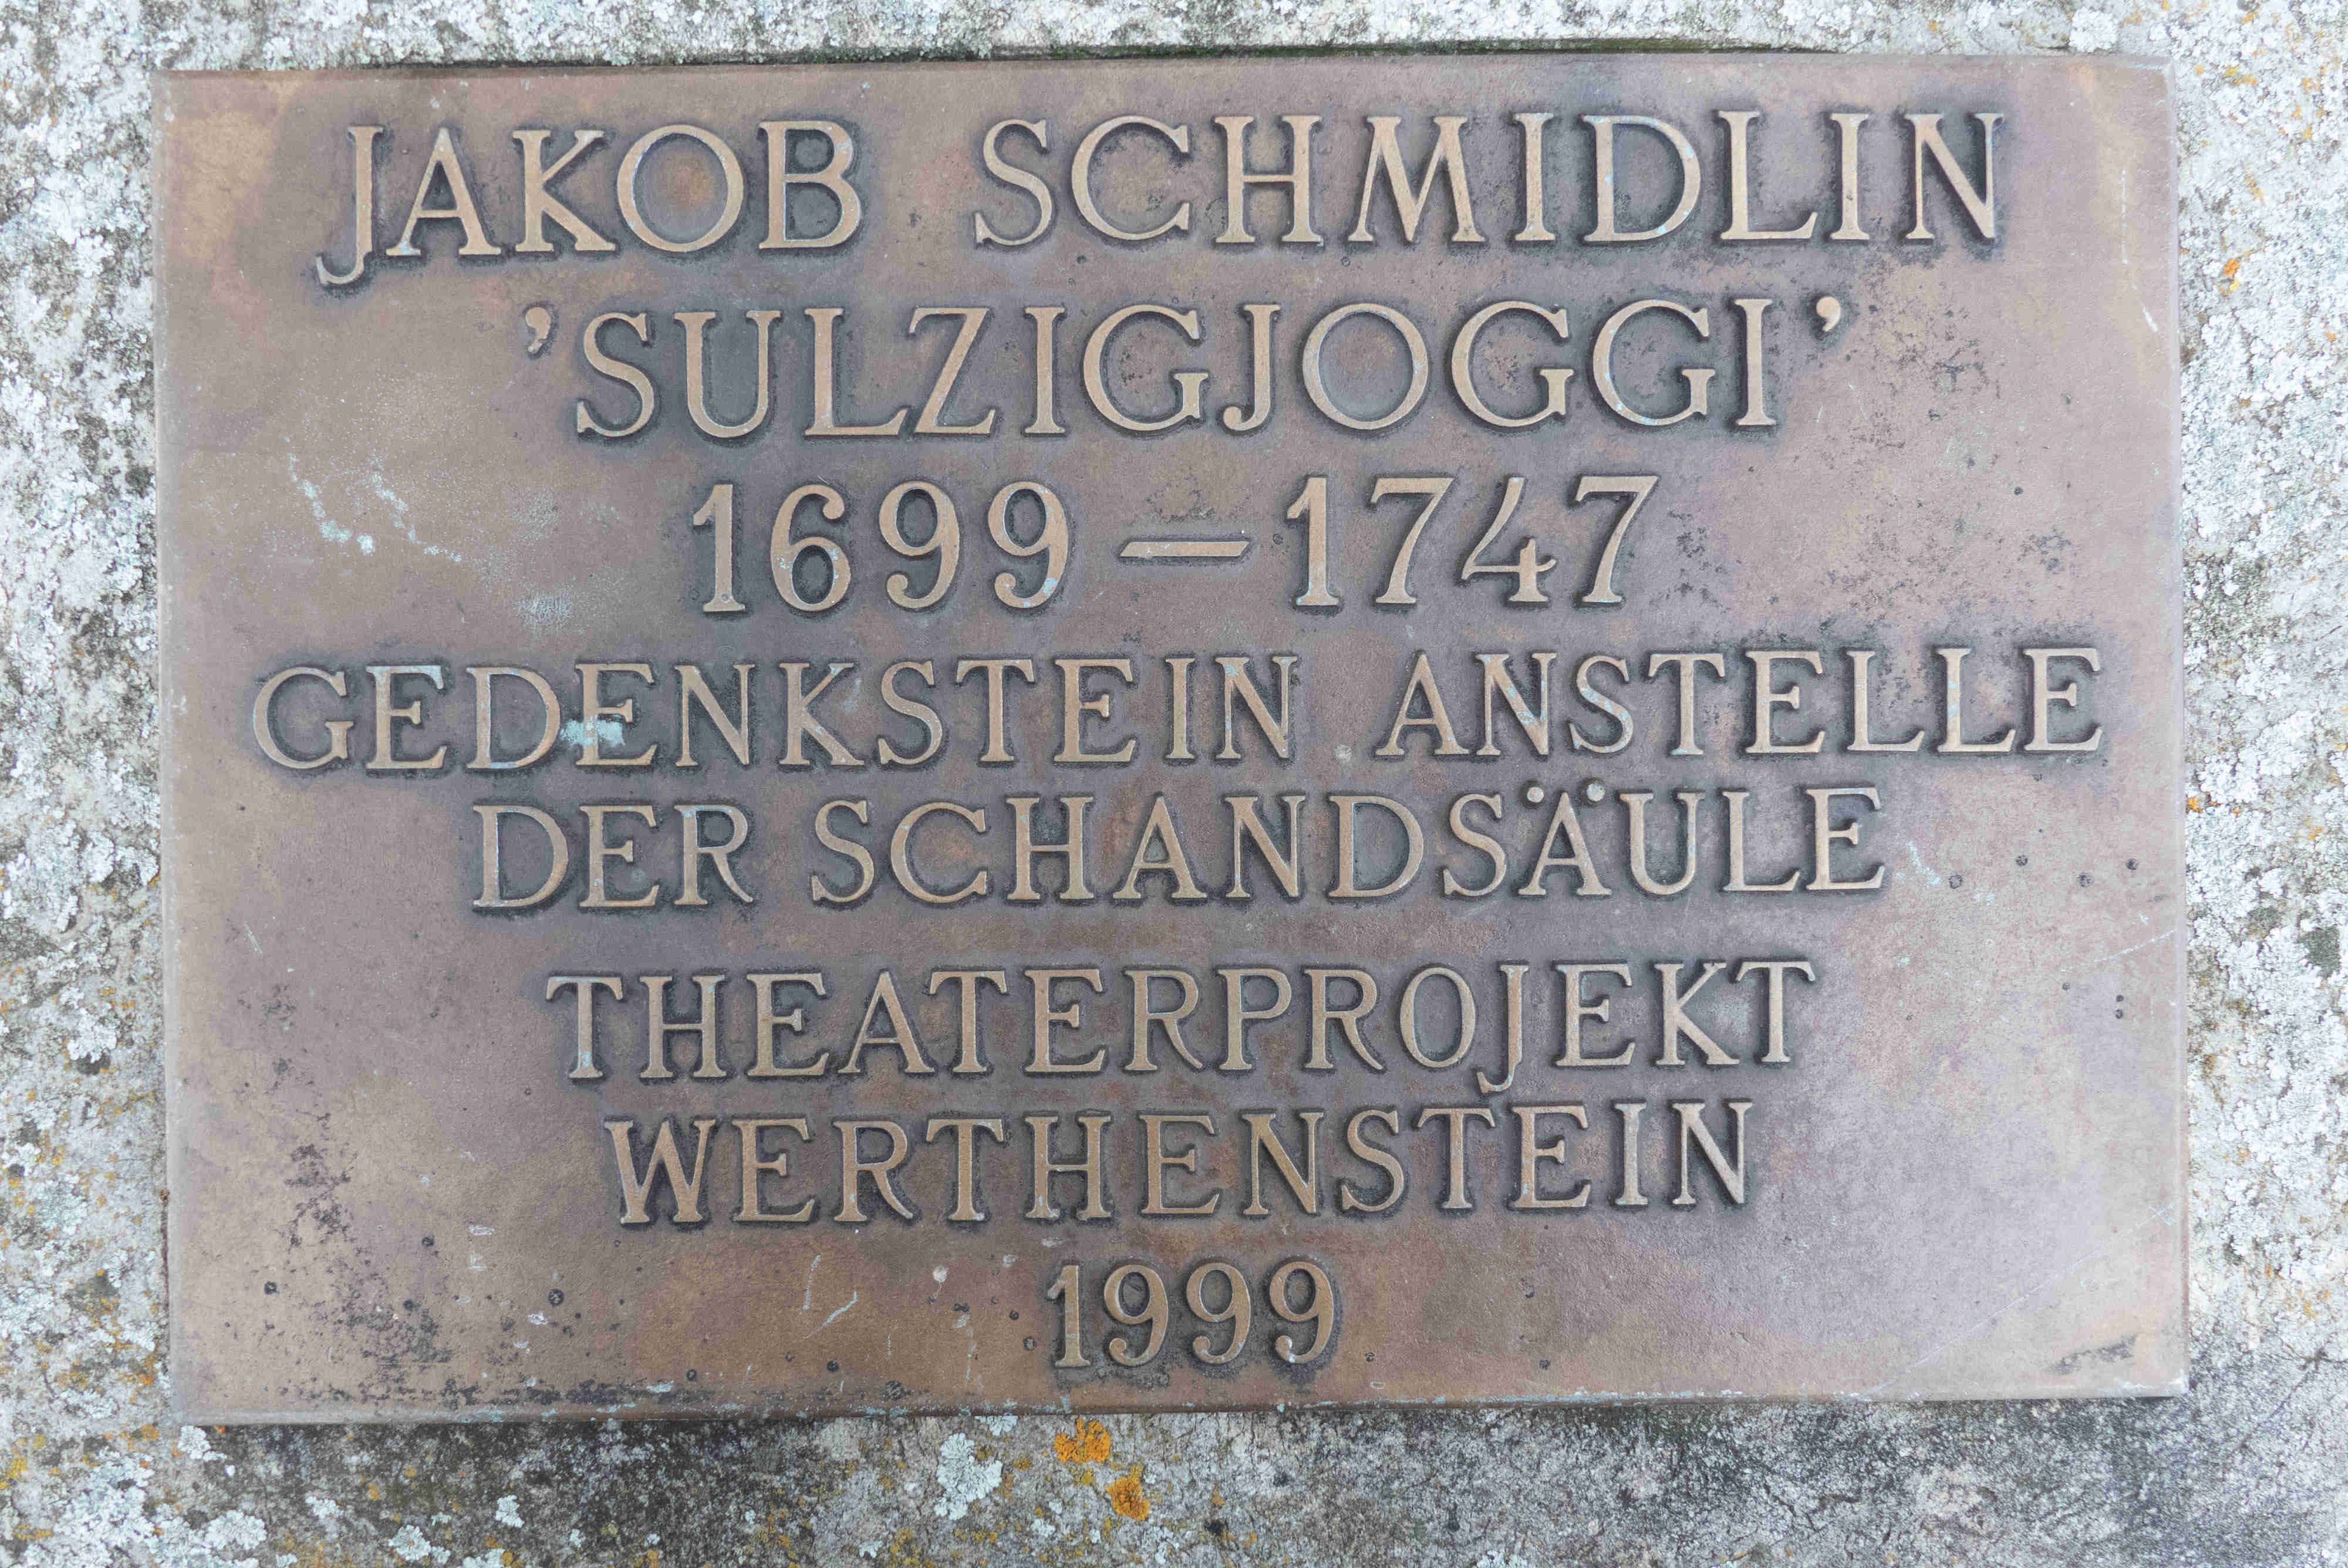 JAKOB SCHMIDLIN
’SULZIGJOGGI’
1699 – 1747
GEDENKSTEIN ANSTELLE
DER SCHANDSÄULE
THEATERPROJEKT
WERTHENSTEIN
1999